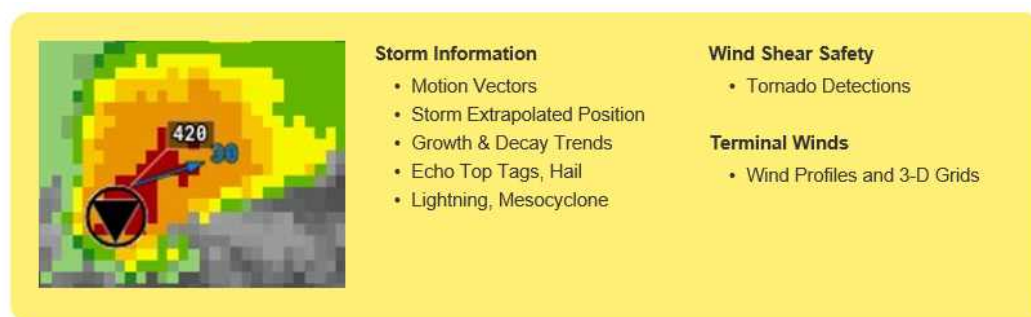 420
30
Storm Information
• Motion Vectors
• Storm Extrapolated Position
• Growth & Decay Trends
• Echo Top Tags, Hail
• Lightning, Mesocyclone
Wind Shear Safety
• Tornado Detections
Terminal Winds
• Wind Profiles and 3-D Grids